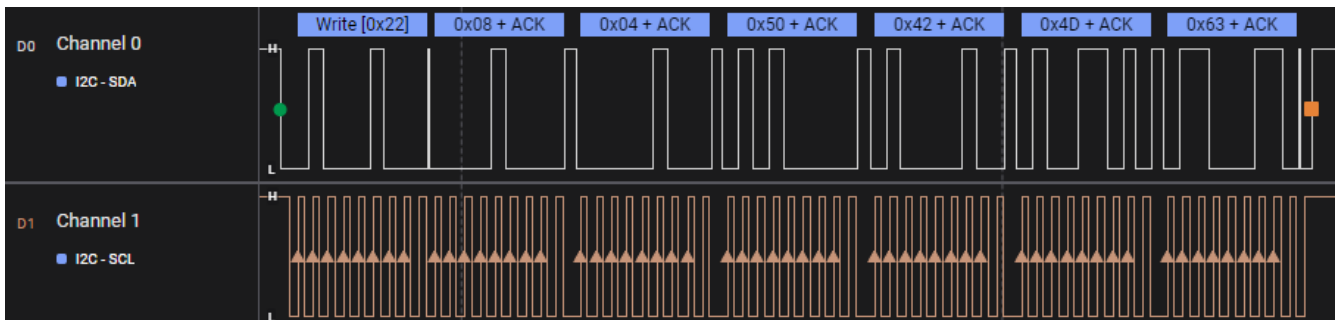 Write [0x22] 0x08 + ACK 0x04 + ACK 0x50 + ACK 0x42 + ACK 0x4D + ACK 0x63 + ACK
D0 Channel 0 H
I2C - SDA
L
D1 Channel 1 H
I2C - SCL
L